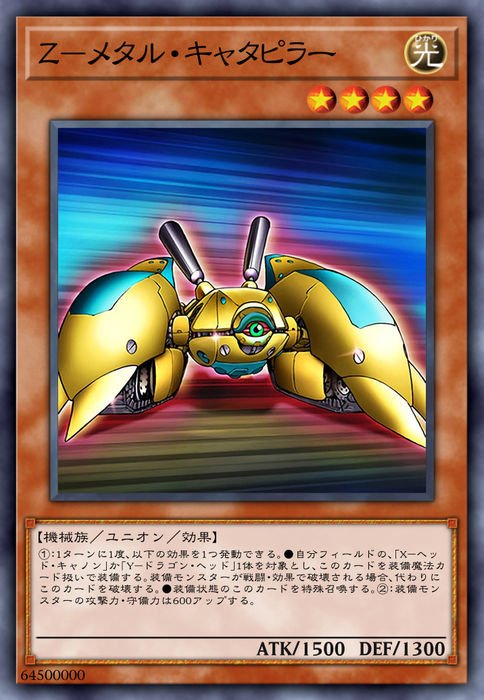 Z－メタル・キャタピラー
ひかり
光
【機械族／ユニオン／効果】
①：1ターンに1度、以下の効果を1つ発動できる。●自分フィールドの、「X－ヘッ
ド・キャノン」か「Y－ドラゴン・ヘッド」1体を対象とし、このカードを装備魔法カ
ード扱いで装備する。装備モンスターが戦闘・効果で破壊される場合、代わりに
このカードを破壊する。●装備状態のこのカードを特殊召喚する。②：装備モン
スターの攻撃力・守備力は600アップする。
ATK/1500 DEF/1300
64500000